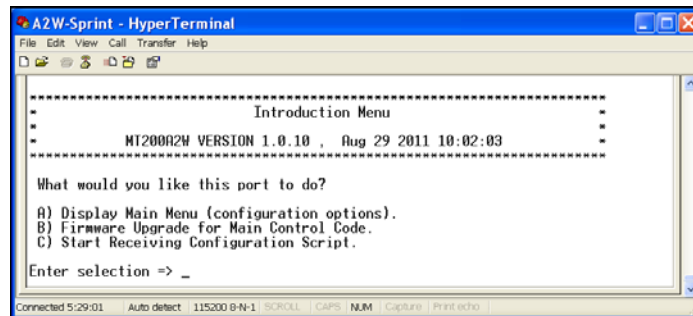 A2W-Sprint - HyperTerminal
File Edit View Call Transfer Help
********************************************************************************
* Introduction Menu *
* *
* MT200A2W VERSION 1.0.10 , Aug 29 2011 10:02:03 *
********************************************************************************
What would you like this port to do?
A) Display Main Menu (configuration options).
B) Firmware Upgrade for Main Control Code.
C) Start Receiving Configuration Script.
Enter selection => _
Connected 5:29:01 Auto detect 115200 8-N-1 SCROLL CAPS NUM Capture Print echo